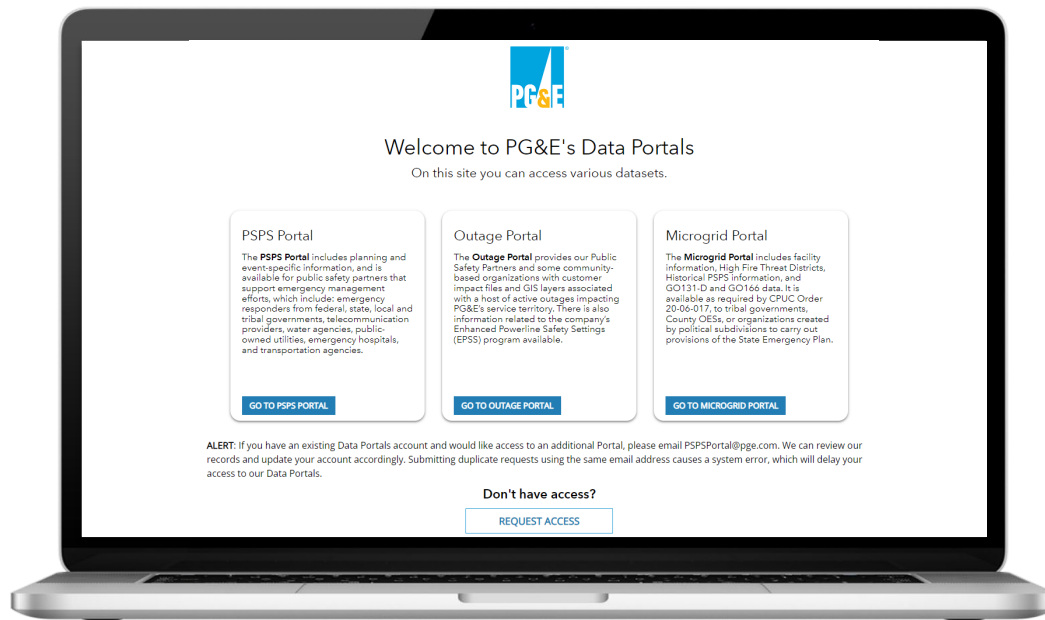 PG&E
Welcome to PG&E's Data Portals
On this site you can access various datasets.
PSPS Portal
The PSPS Portal includes planning and
event-specific information, and is
available for public safety partners that
support emergency management
efforts, which include: emergency
responders from federal, state, local and
tribal governments, telecommunication
providers, water agencies, public-
owned utilities, emergency hospitals,
and transportation agencies.
GO TO PSPS PORTAL
Outage Portal
The Outage Portal provides our Public
Safety Partners and some community-
based organizations with customer
impact files and GIS layers associated
with a host of active outages impacting
PG&E's service territory. There is also
information related to the company's
Enhanced Powerline Safety Settings
(EPSS) program available.
GO TO OUTAGE PORTAL
Microgrid Portal
The Microgrid Portal includes facility
information, High Fire Threat Districts,
Historical PSPS information, and
GO131-D and GO166 data. It is
available as required by CPUC Order
20-06-017, to tribal governments,
County OESs, or organizations created
by political subdivisions to carry out
provisions of the State Emergency Plan.
GO TO MICROGRID PORTAL
ALERT: If you have an existing Data Portals account and would like access to an additional Portal, please email PSPSPortal@pge.com. We can review our
records and update your account accordingly. Submitting duplicate requests using the same email address causes a system error, which will delay your
access to our Data Portals.
Don't have access?
REQUEST ACCESS